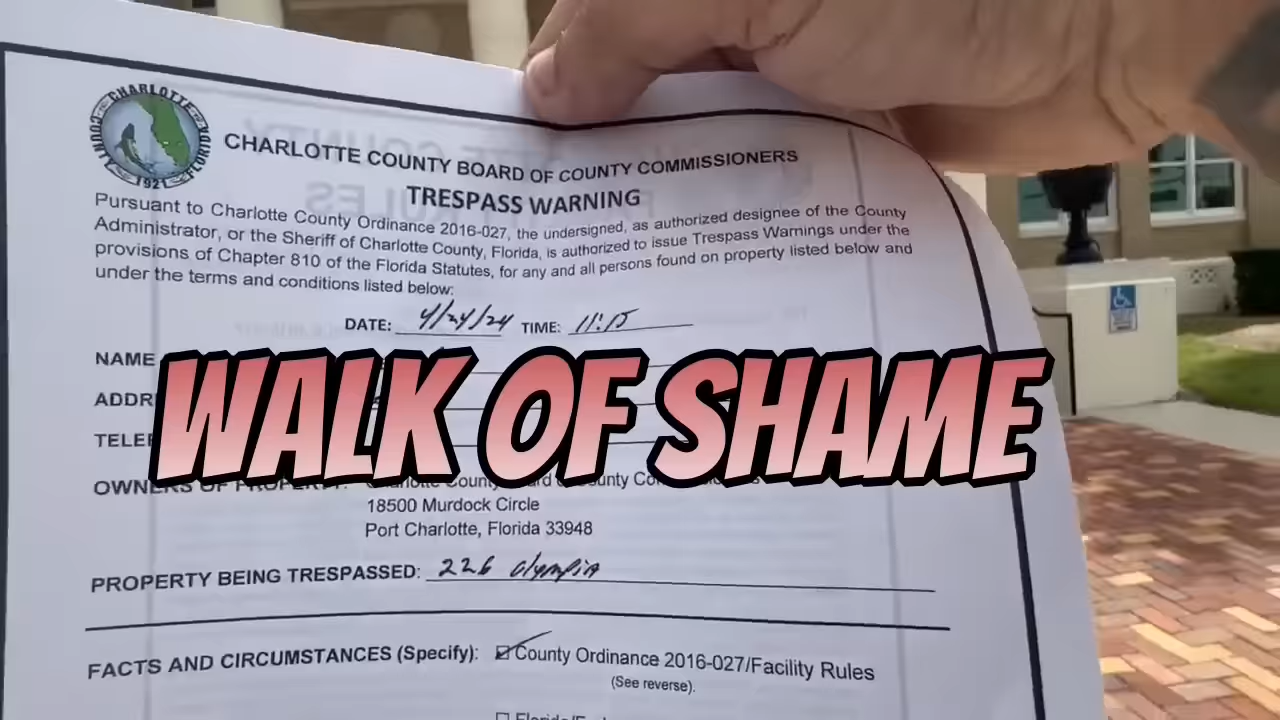 CHARLOTTE COUNTY FLORIDA
1921
CHARLOTTE COUNTY BOARD OF COUNTY COMMISSIONERS
TRESPASS WARNING
Pursuant to Charlotte County Ordinance 2016-027, the undersigned, as authorized designee of the County
Administrator, or the Sheriff of Charlotte County, Florida, is authorized to issue Trespass Warnings under the
provisions of Chapter 810 of the Florida Statutes, for any and all persons found on property listed below and
under the terms and conditions listed below:
DATE: 4/24/24 TIME: 11:15
NAME
WALK OF SHAME
OWNERS OF PROPERTY:
18500 Murdock Circle
Port Charlotte, Florida 33948
PROPERTY BEING TRESPASSED: 226 Olympia
FACTS AND CIRCUMSTANCES (Specify): County Ordinance 2016-027/Facility Rules
(See reverse).